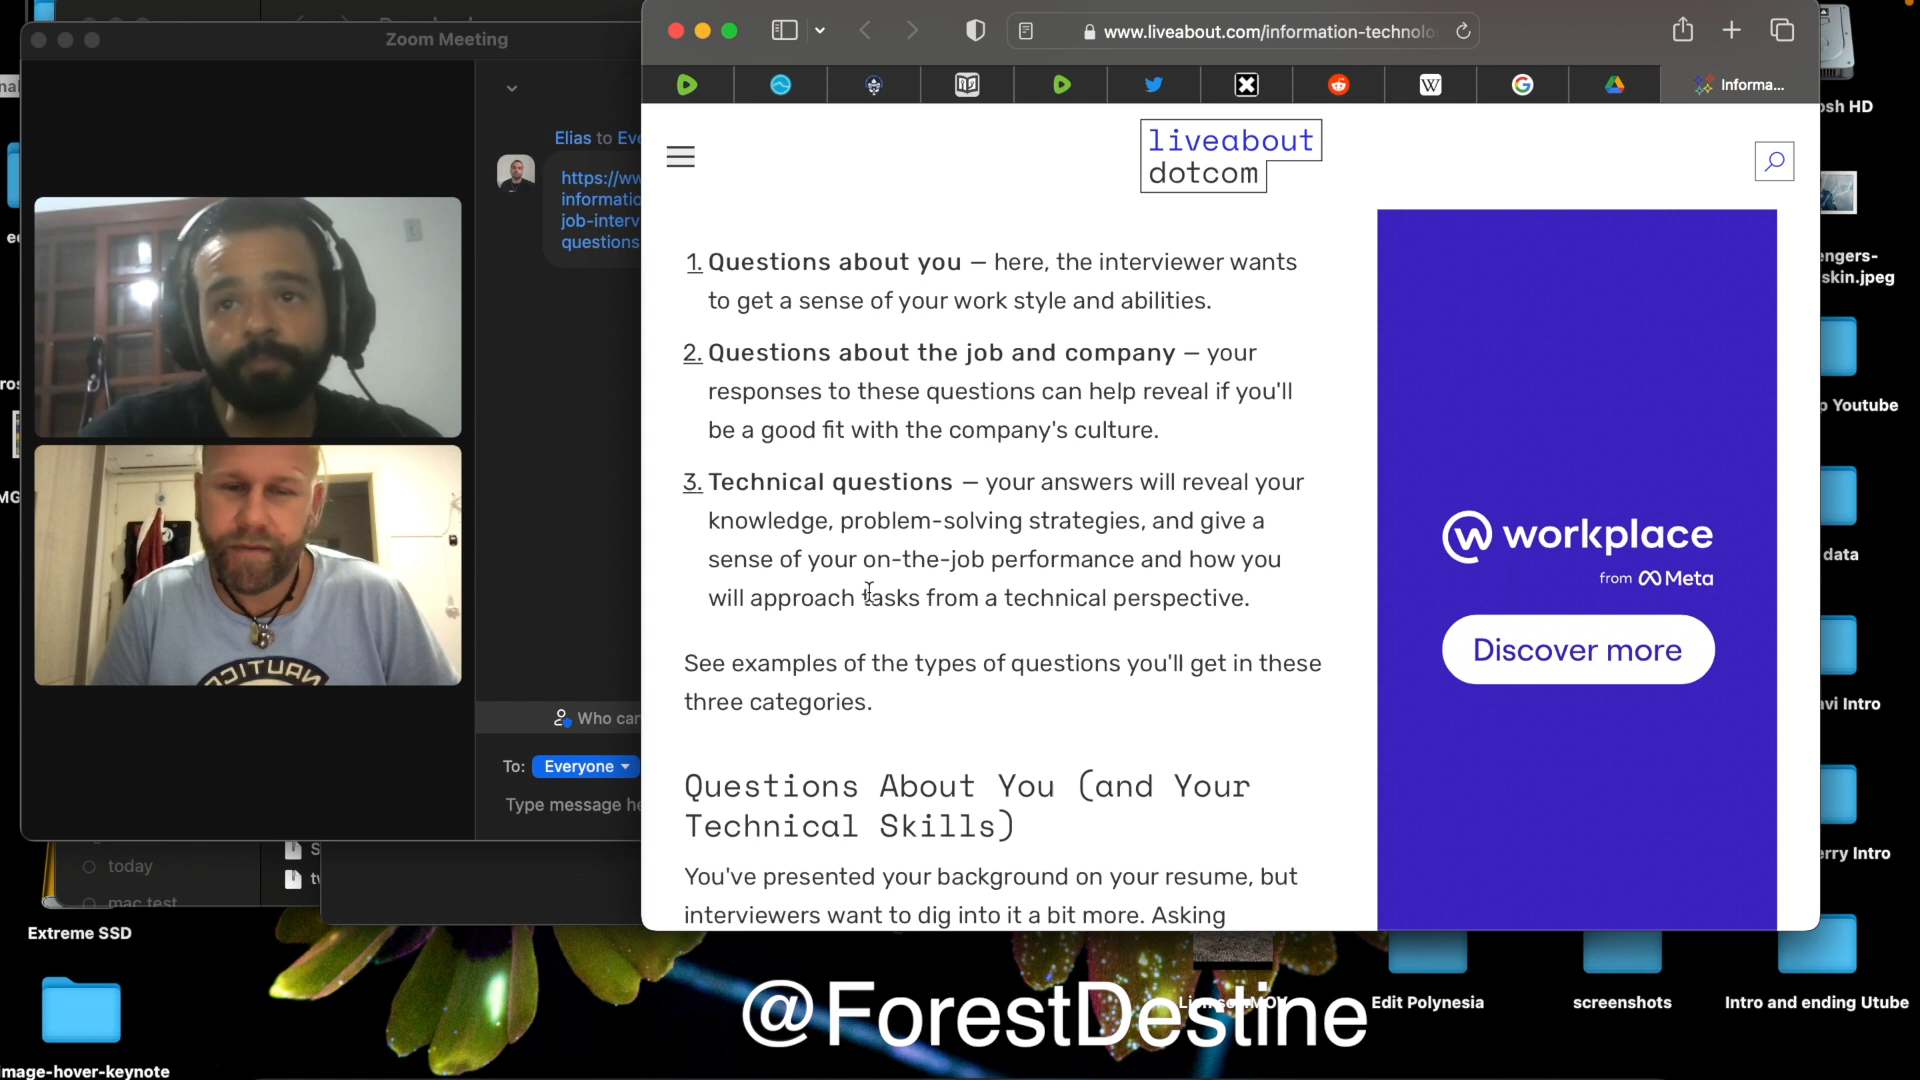 Zoom Meeting
Elias to Eve
https://ww
informatio
job-interv
questions
Who can
To: Everyone
Type message he
today
mac test
Extreme SSD
image-hover-keynote
www.liveabout.com/information-technolo
Informa...
liveabout
dotcom
1. Questions about you — here, the interviewer wants
to get a sense of your work style and abilities.
2. Questions about the job and company — your
responses to these questions can help reveal if you'll
be a good fit with the company's culture.
3. Technical questions — your answers will reveal your
knowledge, problem-solving strategies, and give a
sense of your on-the-job performance and how you
will approach tasks from a technical perspective.
See examples of the types of questions you'll get in these
three categories.
Questions About You (and Your
Technical Skills)
You've presented your background on your resume, but
interviewers want to dig into it a bit more. Asking
workplace
from Meta
Discover more
osh HD
engers-
skin.jpeg
p Youtube
data
avi Intro
erry Intro
Edit Polynesia
screenshots
Intro and ending Utube
@ForestDestine